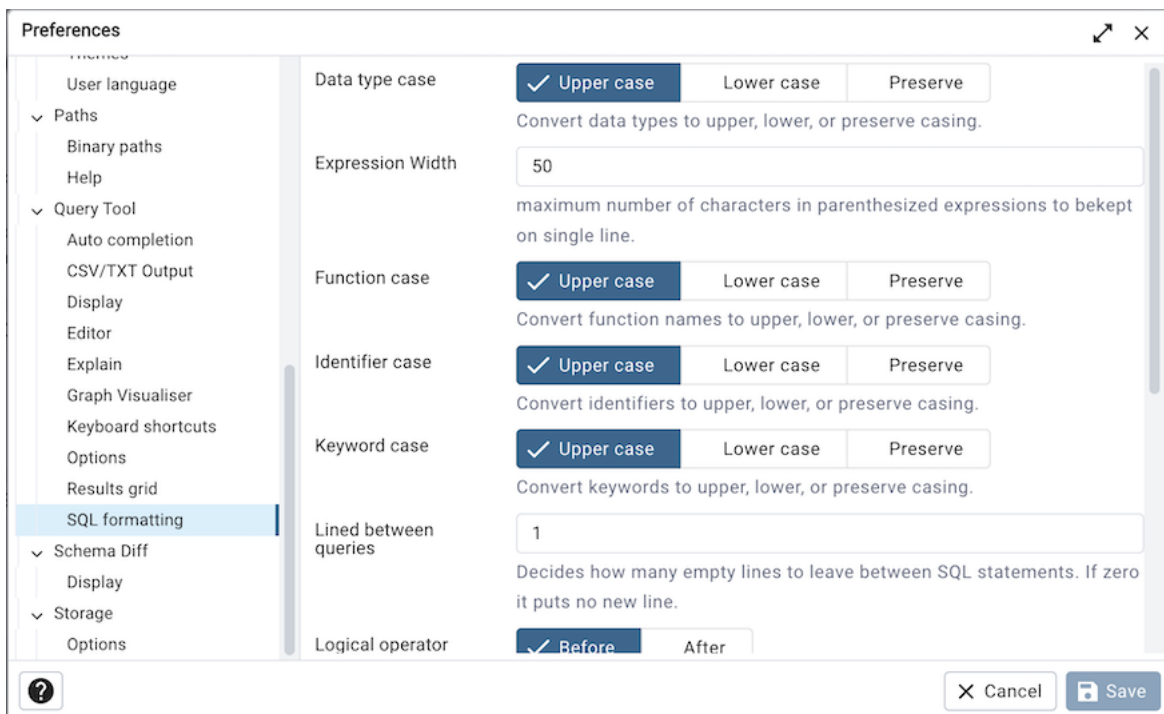 Preferences
Themes
User language
Paths
Binary paths
Help
Query Tool
Auto completion
CSV/TXT Output
Display
Editor
Explain
Graph Visualiser
Keyboard shortcuts
Options
Results grid
SQL formatting
Schema Diff
Display
Storage
Options
Data type case
Upper case Lower case Preserve
Convert data types to upper, lower, or preserve casing.
Expression Width
50
maximum number of characters in parenthesized expressions to bekept
on single line.
Function case
Upper case Lower case Preserve
Convert function names to upper, lower, or preserve casing.
Identifier case
Upper case Lower case Preserve
Convert identifiers to upper, lower, or preserve casing.
Keyword case
Upper case Lower case Preserve
Convert keywords to upper, lower, or preserve casing.
Lined between
queries
1
Decides how many empty lines to leave between SQL statements. If zero
it puts no new line.
Logical operator
Before After
?
Cancel Save